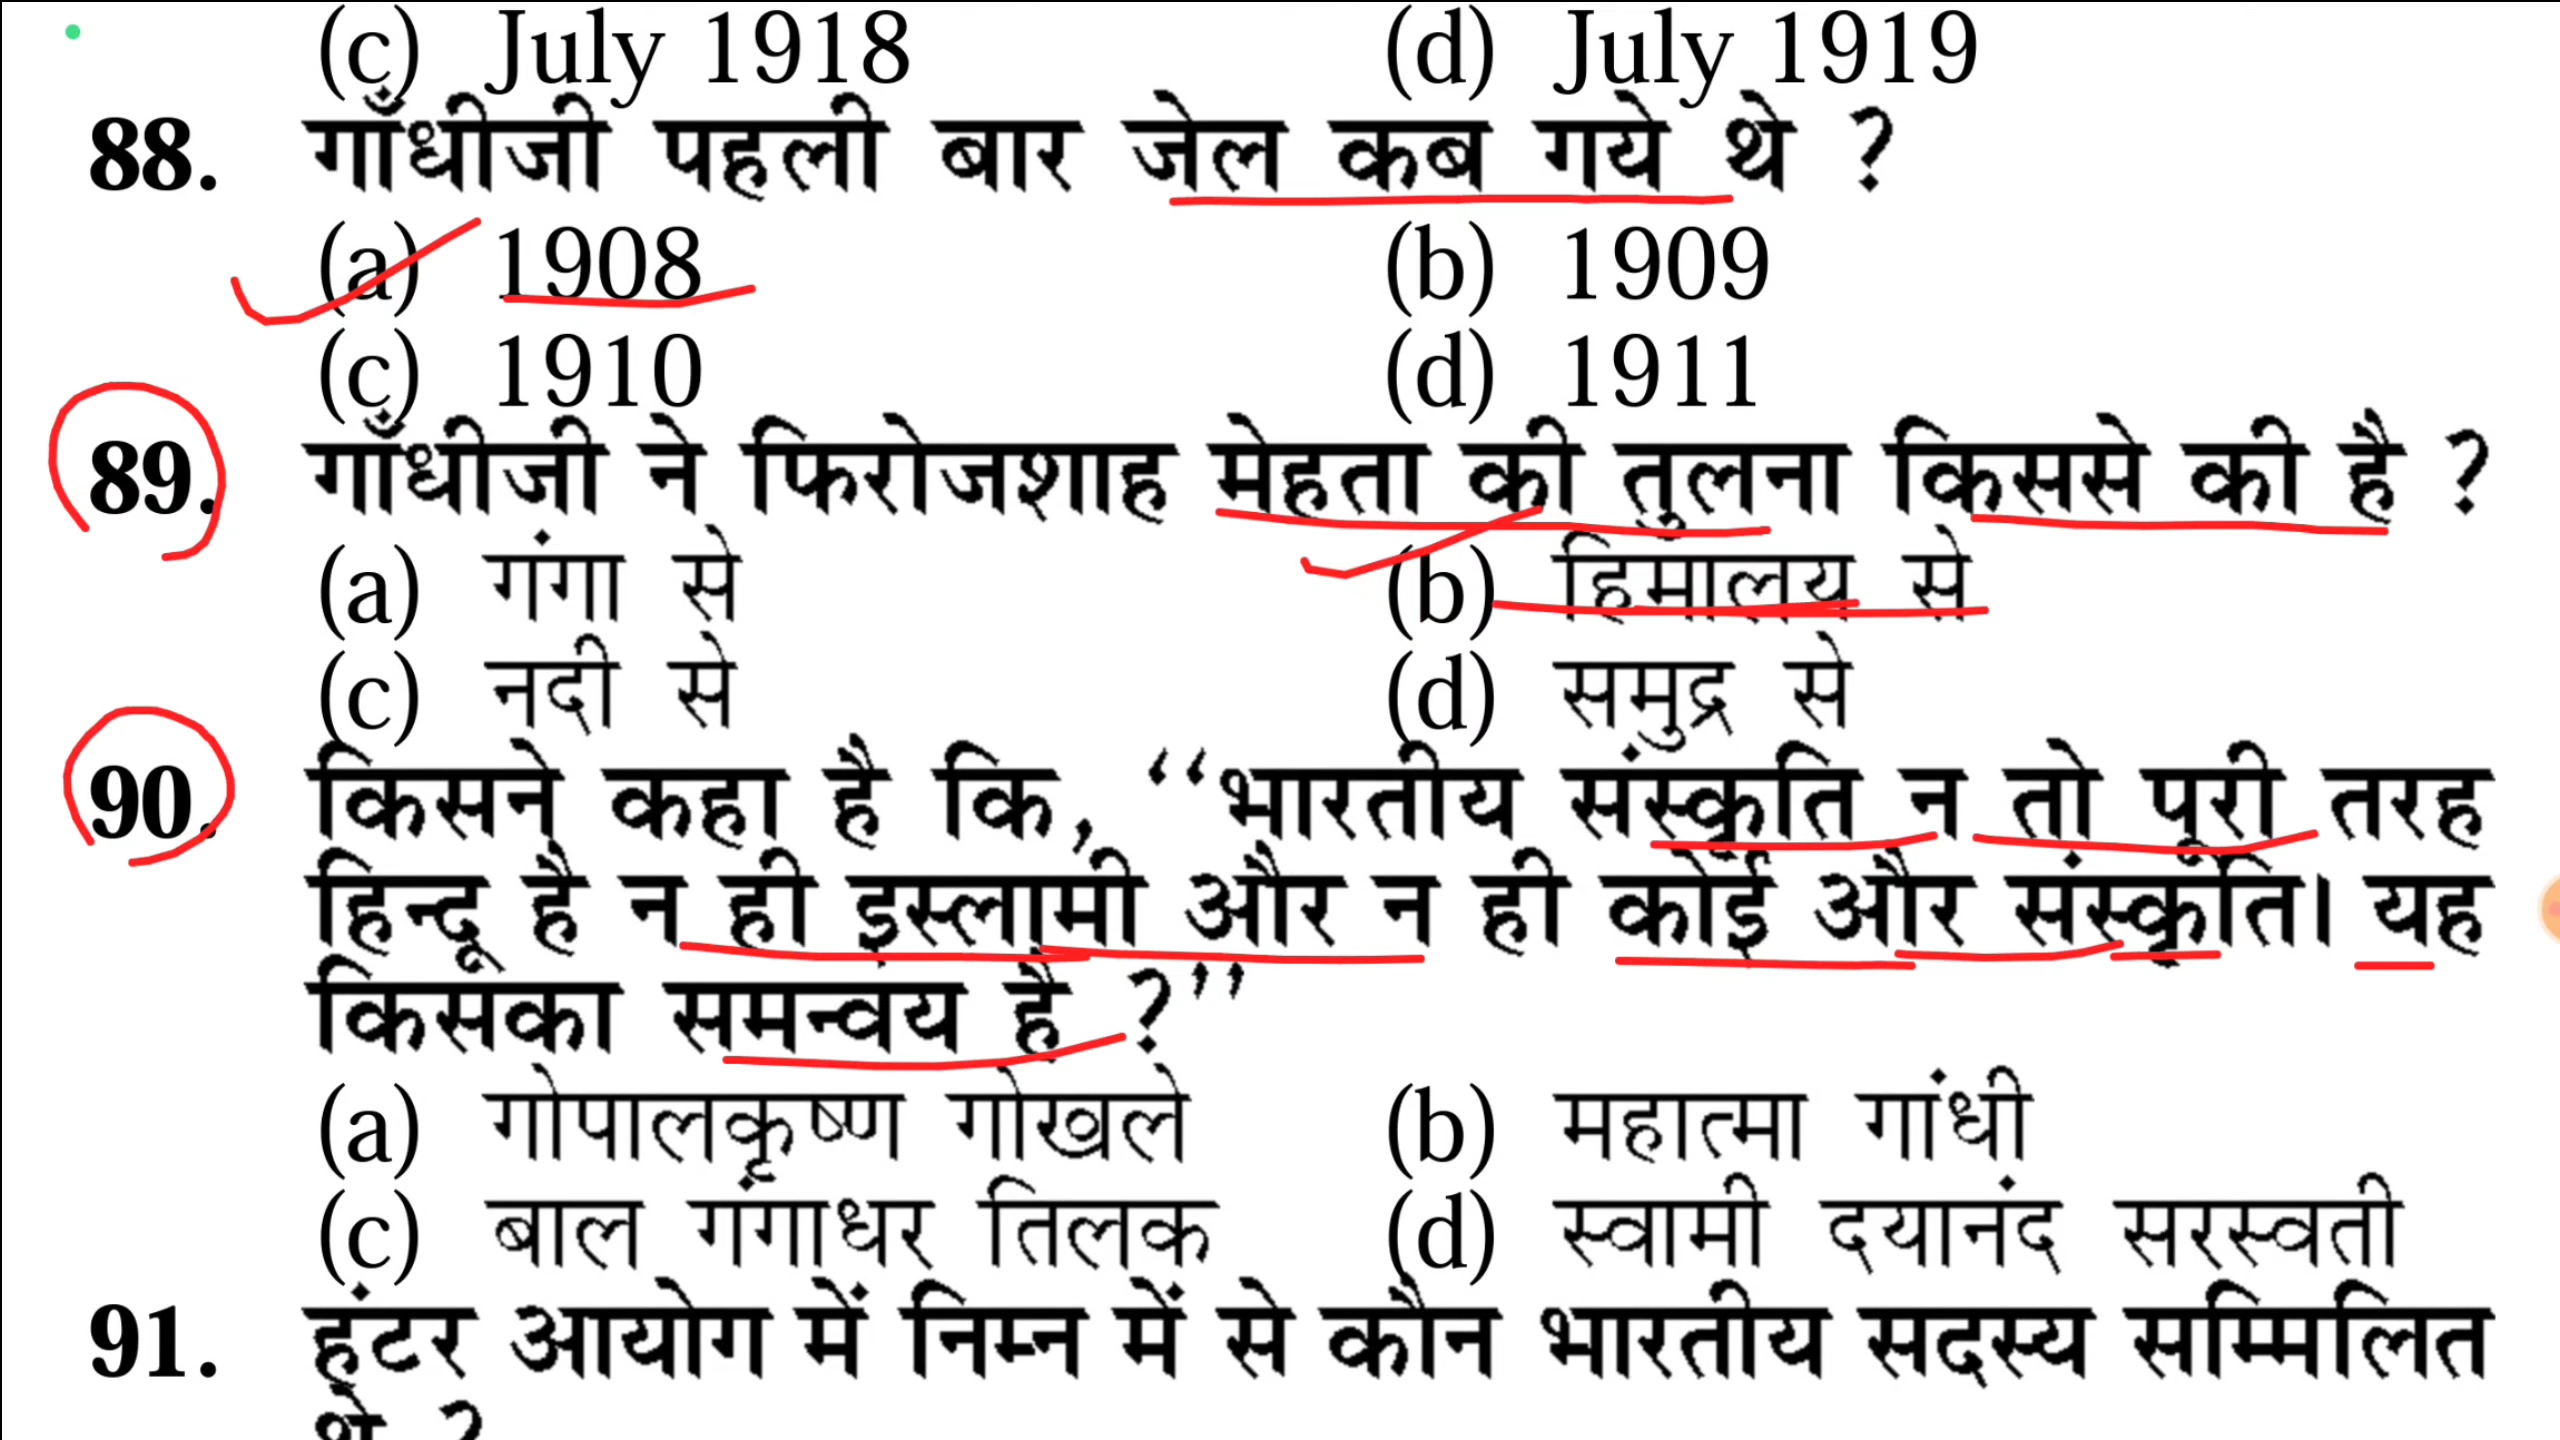 (c) July 1918 (d) July 1919
88. गाँधीजी पहली बार जेल कब गये थे ?
(a) 1908 (b) 1909
(c) 1910 (d) 1911
89. गाँधीजी ने फिरोजशाह मेहता की तुलना किससे की है ?
(a) गंगा से (b) हिमालय से
(c) नदी से (d) समुद्र से
90. किसने कहा है कि, ‘‘भारतीय संस्कृति न तो पूरी तरह
हिन्दू है न ही इस्लामी और न ही कोई और संस्कृति। यह
किसका समन्वय है ?’’
(a) गोपालकृष्ण गोखले (b) महात्मा गांधी
(c) बाल गंगाधर तिलक (d) स्वामी दयानंद सरस्वती
91. हंटर आयोग में निम्न में से कौन भारतीय सदस्य सम्मिलित
थे ?